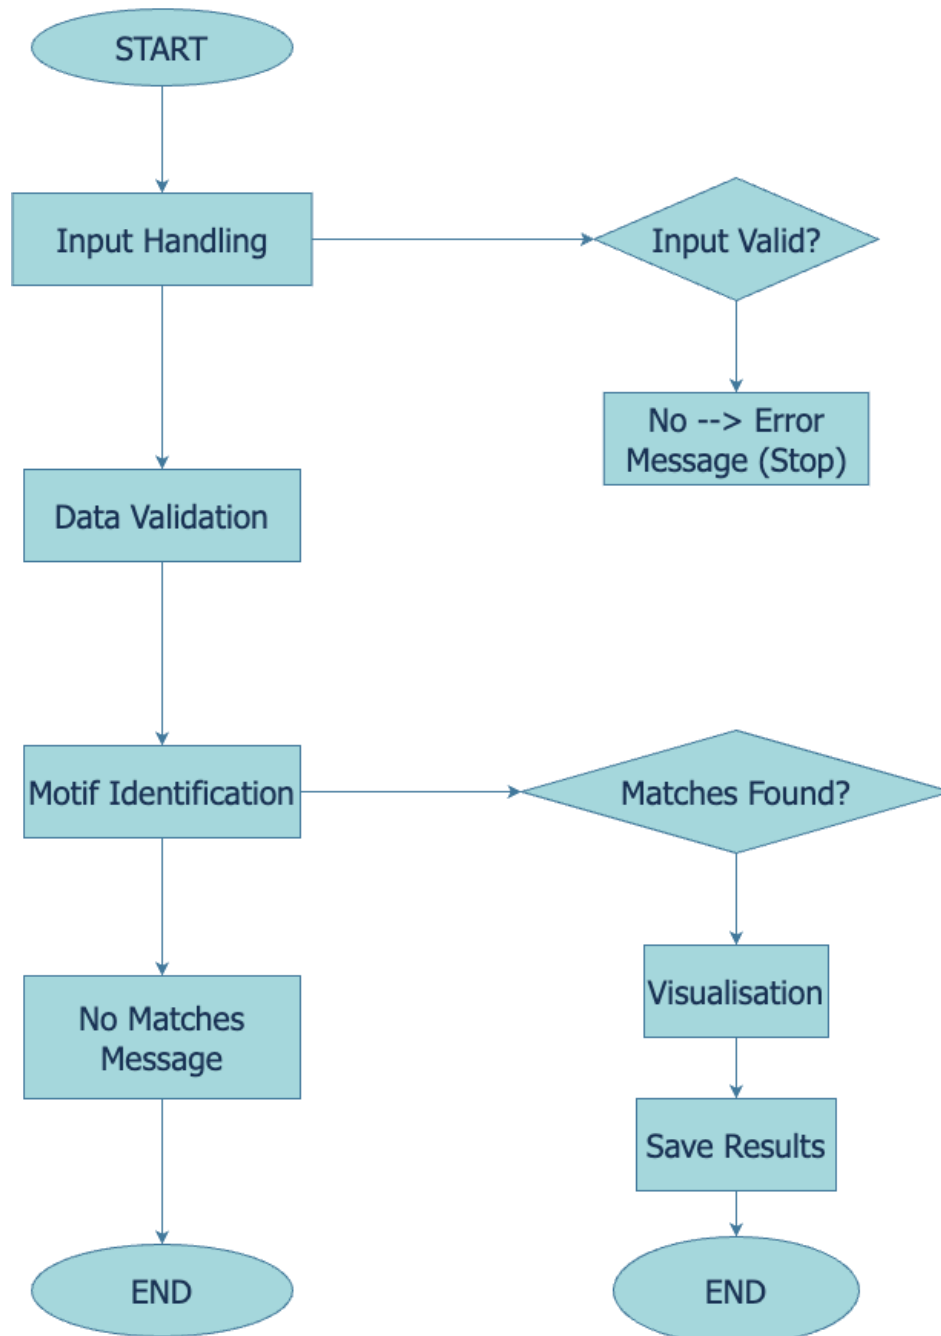 START
Input Handling
Input Valid?
No --> Error
Message (Stop)
Data Validation
Motif Identification
Matches Found?
No Matches
Message
Visualisation
Save Results
END
END